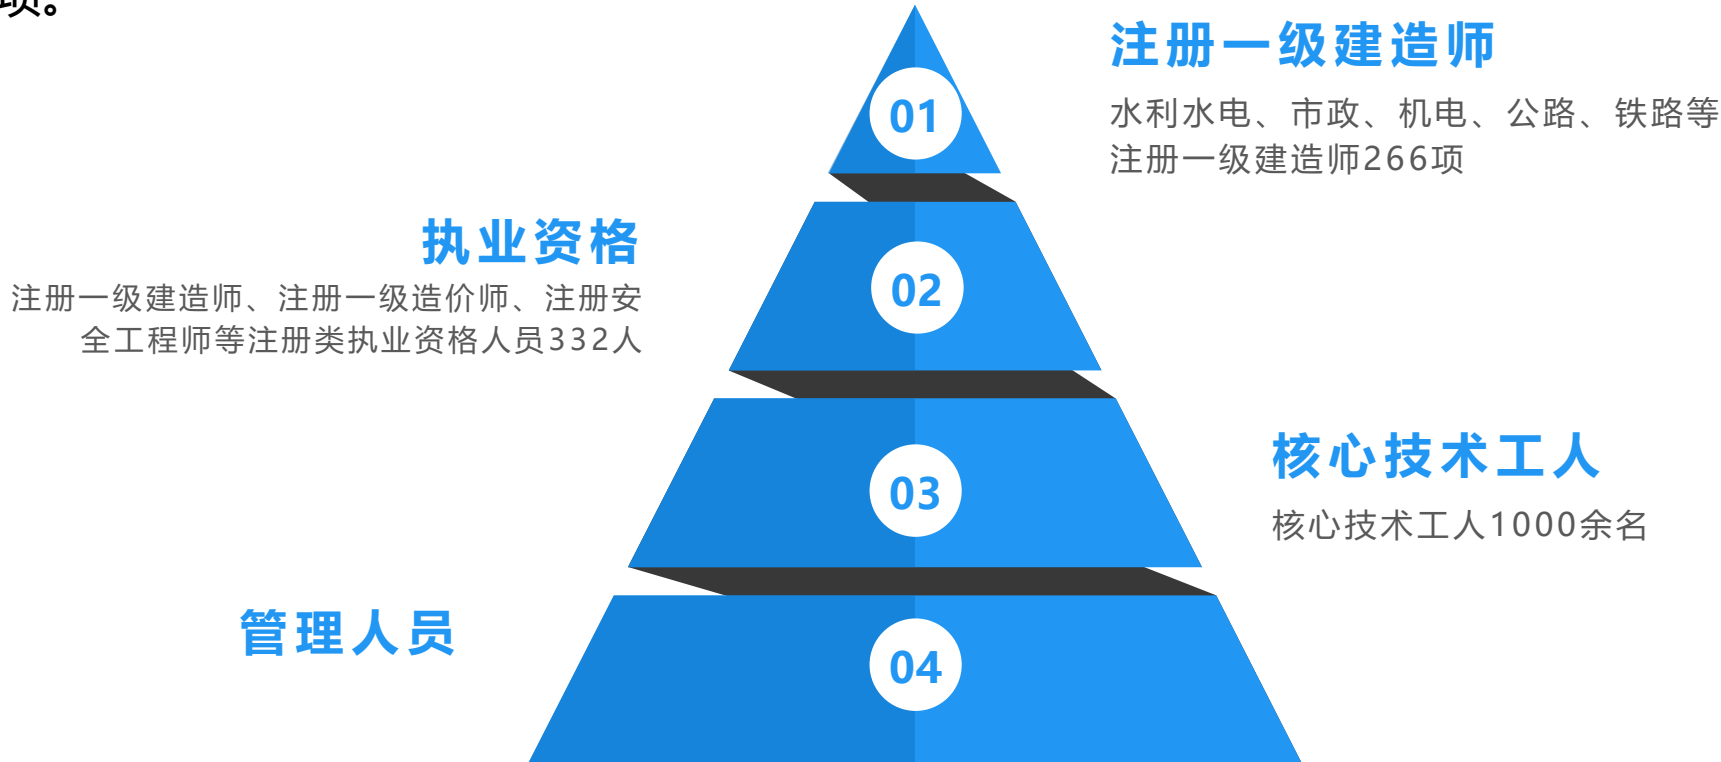 项。
01
注册一级建造师
水利水电、市政、机电、公路、铁路等
注册一级建造师266项
执业资格
注册一级建造师、注册一级造价师、注册安
全工程师等注册类执业资格人员332人
02
03
核心技术工人
核心技术工人1000余名
管理人员
04